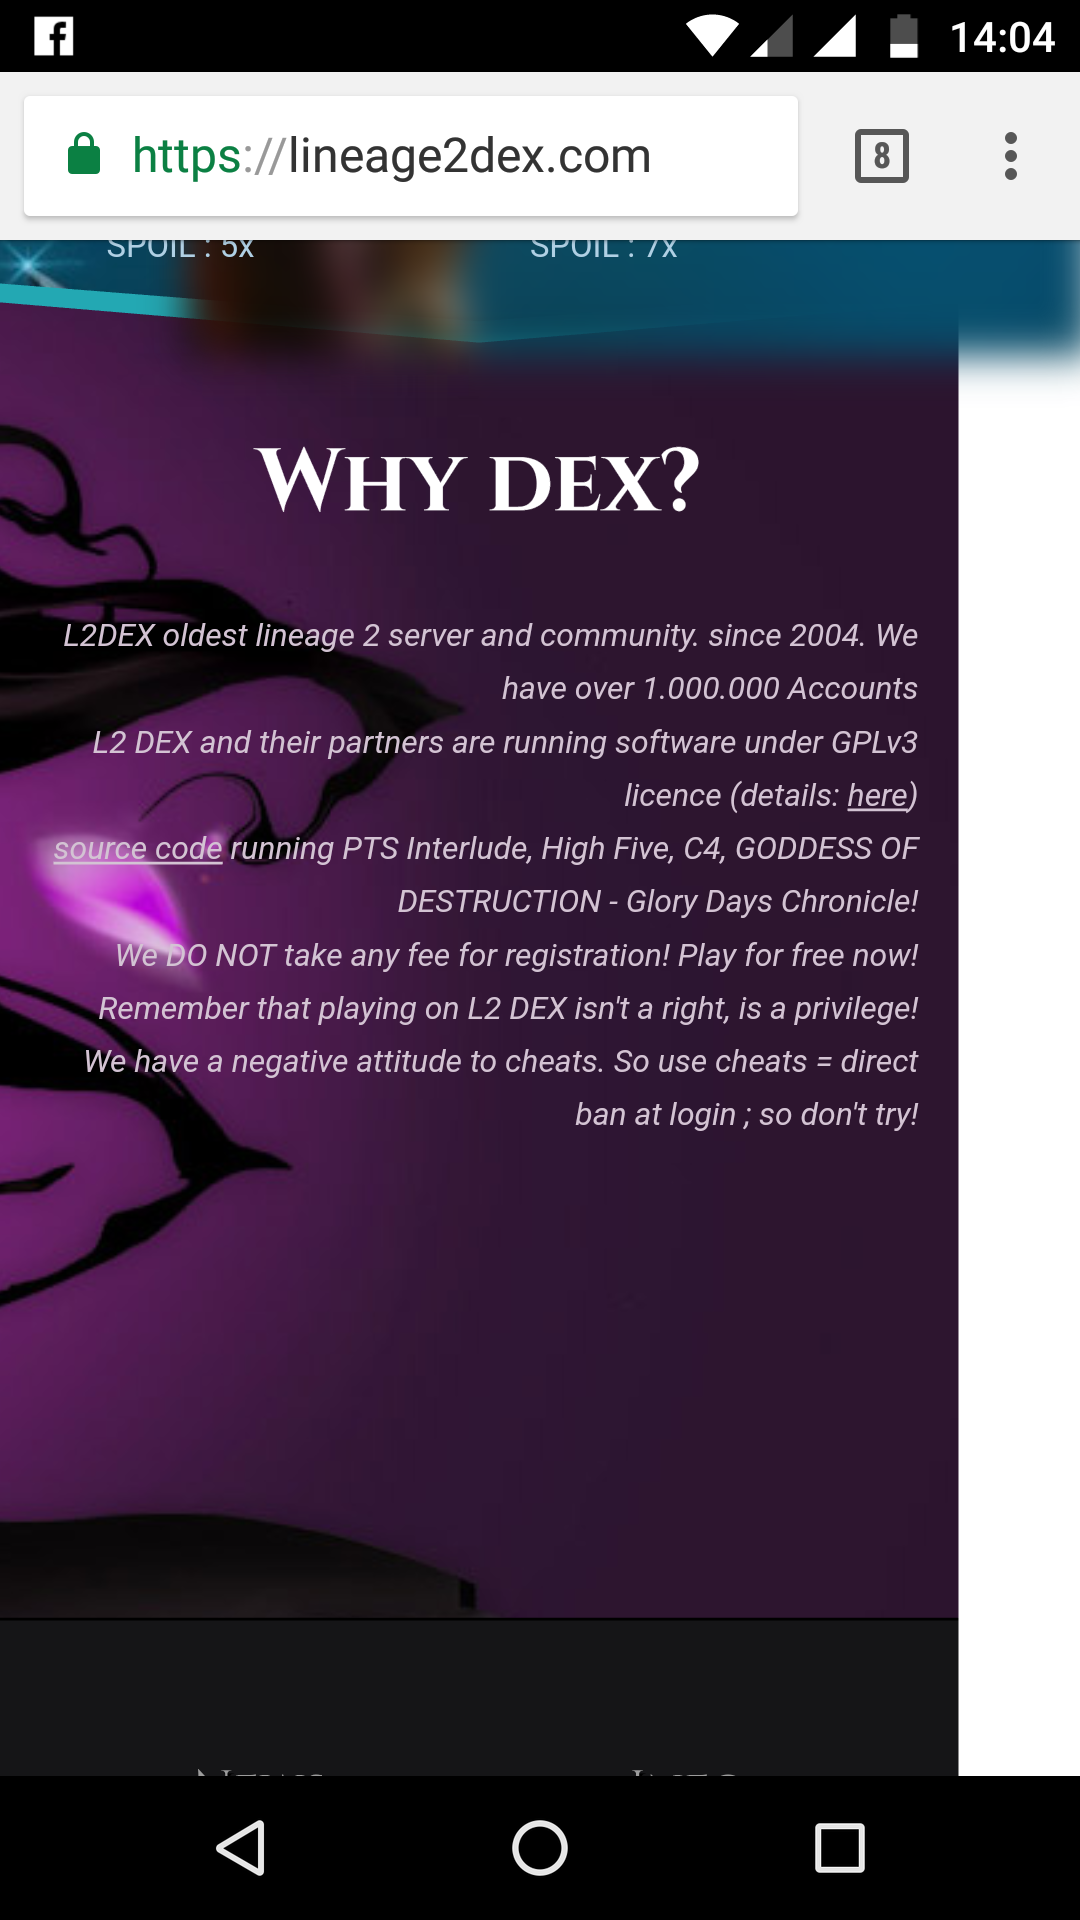 14:04
https://lineage2dex.com
8
SPOIL : 5x SPOIL : 7x
WHY DEX?
L2DEX oldest lineage 2 server and community. since 2004. We
have over 1.000.000 Accounts
L2 DEX and their partners are running software under GPLv3
licence (details: here)
source code running PTS Interlude, High Five, C4, GODDESS OF
DESTRUCTION - Glory Days Chronicle!
We DO NOT take any fee for registration! Play for free now!
Remember that playing on L2 DEX isn't a right, is a privilege!
We have a negative attitude to cheats. So use cheats = direct
ban at login ; so don't try!